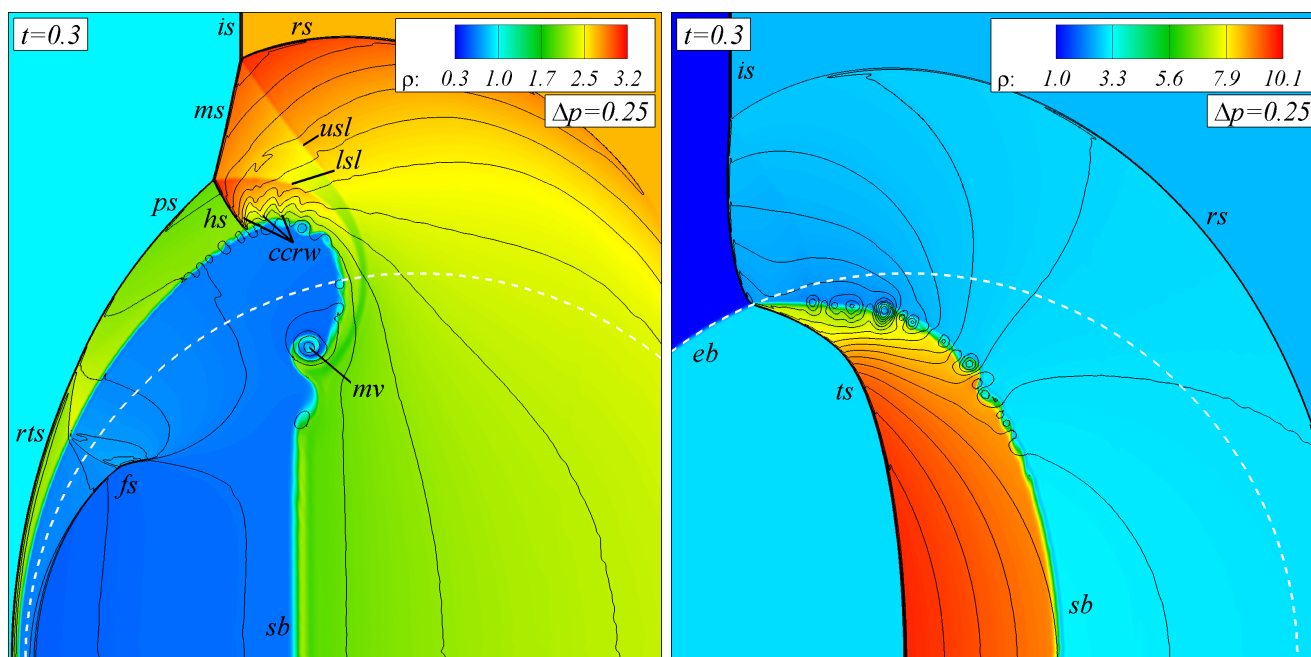 t=0.3
is
rs
ρ:
0.3 1.0 1.7 2.5 3.2
Δp=0.25
ms
usl
lsl
ps
hs
ccrw
mv
rts
fs
sb
t=0.3
ρ:
1.0 3.3 5.6 7.9 10.1
Δp=0.25
is
rs
eb
ts
sb